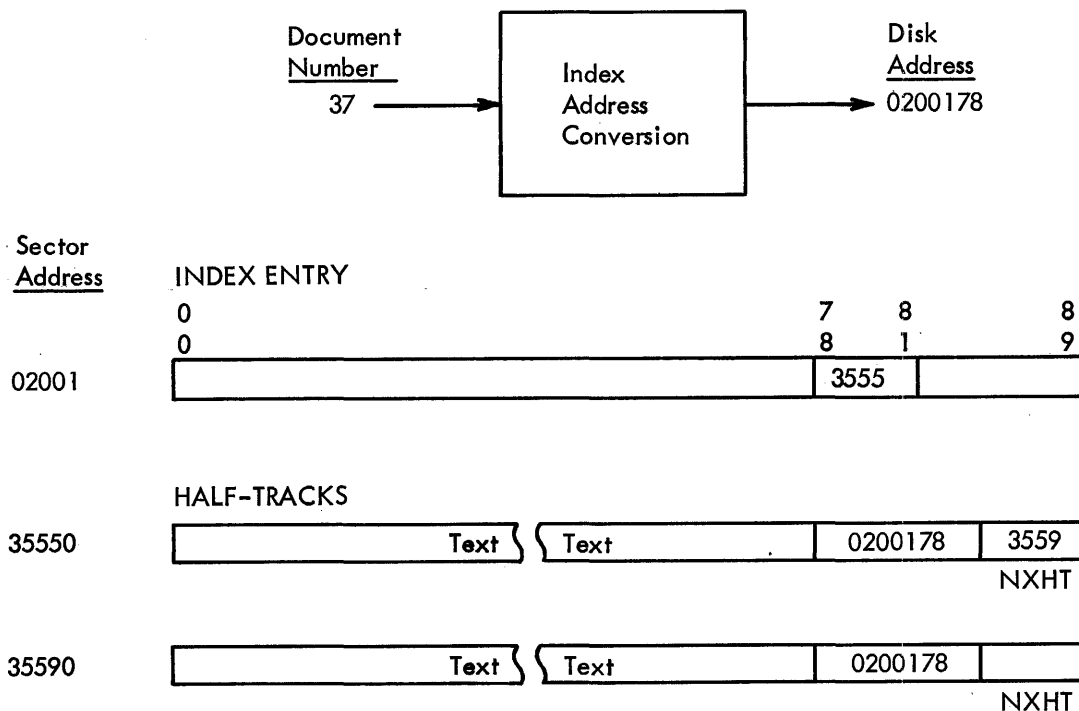 Document
Number
37
Index
Address
Conversion
Disk
Address
0200178
Sector
Address
INDEX ENTRY
0 7 8 8
0 8 1 9
02001 3555
HALF-TRACKS
35550 Text Text 0200178 3559
NXHT
35590 Text Text 0200178
NXHT